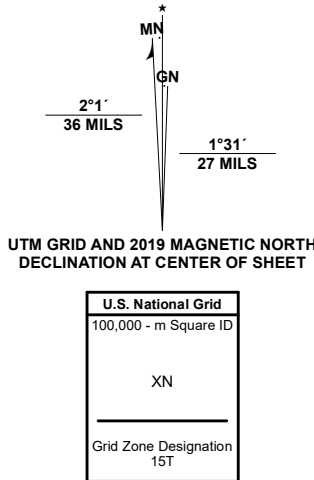 ★
MN
GN
2°1´
36 MILS
1°31´
27 MILS
UTM GRID AND 2019 MAGNETIC NORTH
DECLINATION AT CENTER OF SHEET
U.S. National Grid
100,000 - m Square ID
XN
Grid Zone Designation
15T